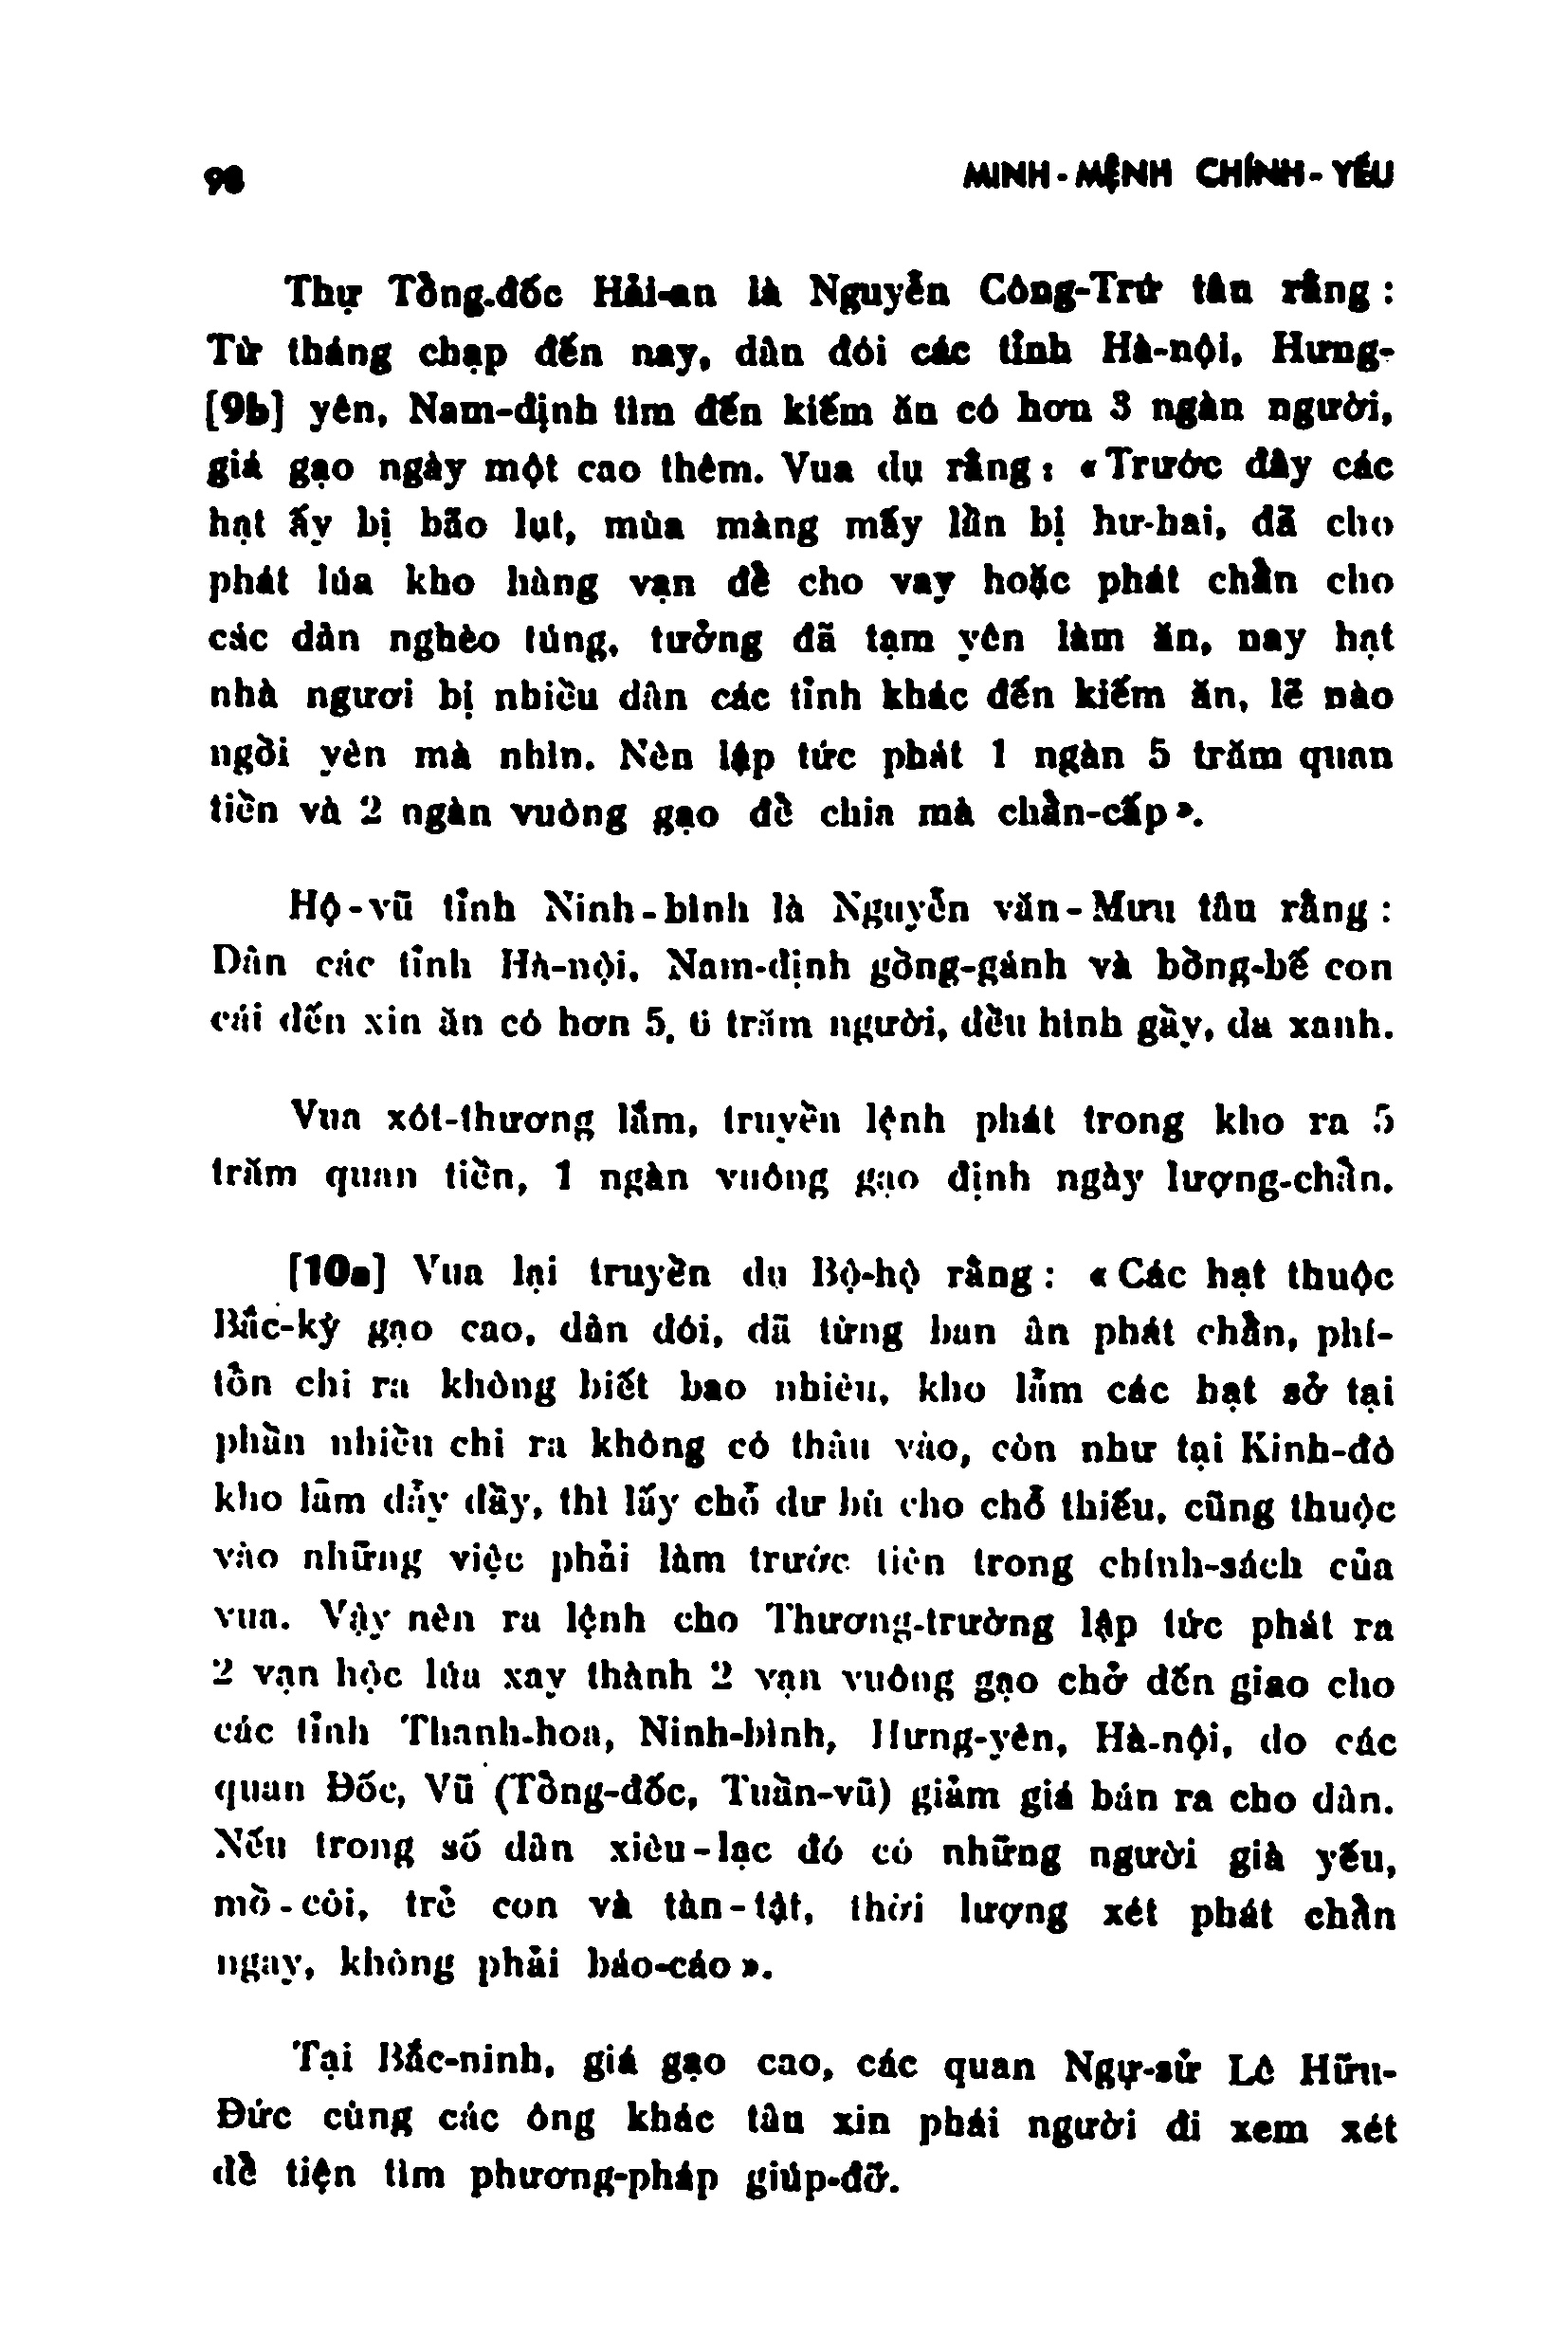 98
MINH-MỆNH CHÍNH-YẾU
Thự Tổng-đốc Hải-an là Nguyễn Công-Trứ tâu rằng :
Từ tháng chạp đến nay, dân đói các tỉnh Hà-nội, Hưng-
[9b] yên, Nam-định tìm đến kiếm ăn có hơn 3 ngàn người,
giá gạo ngày một cao thêm. Vua dụ rằng : « Trước đây các
hạt ấy bị bão lụt, mùa màng mấy lần bị hư-hai, đã cho
phát lúa kho hàng vạn để cho vay hoặc phát chẩn cho
các dân nghèo túng, tưởng đã tạm yên làm ăn, nay hạt
nhà ngươi bị nhiều dân các tỉnh khác đến kiếm ăn, lẽ nào
ngồi yên mà nhìn. Nên lập tức phát 1 ngàn 5 trăm quan
tiền và 2 ngàn vuông gạo để chia mà chẩn-cấp ».
Hộ-vũ tỉnh Ninh-bình là Nguyễn văn-Mưu tâu rằng :
Dân các tỉnh Hà-nội, Nam-định gồng-gánh và bồng-bế con
cái đến xin ăn có hơn 5, 6 trăm người, đều hình gầy, da xanh.
Vua xót-thương lắm, truyền lệnh phát trong kho ra 5
trăm quan tiền, 1 ngàn vuông gạo định ngày lượng-chẩn.
[10a] Vua lại truyền dụ Bộ-hộ rằng : « Các hạt thuộc
Bắc-kỳ gạo cao, dân đói, đã từng ban ân phát chẩn, phí-
tổn chi ra không biết bao nhiêu, kho lẫm các hạt sở tại
phần nhiều chi ra không có thâu vào, còn như tại Kinh-đô
kho lẫm đẫy đầy, thì lấy chỗ dư bù cho chỗ thiếu, cũng thuộc
vào những việc phải làm trước tiên trong chính-sách của
vua. Vậy nên ra lệnh cho Thương-trường lập tức phát ra
2 vạn hộc lúa xay thành 2 vạn vuông gạo chở đến giao cho
các tỉnh Thanh-hoa, Ninh-bình, Hưng-yên, Hà-nội, do các
quan Đốc, Vũ (Tổng-đốc, Tuần-vũ) giảm giá bán ra cho dân.
Nếu trong số dân xiêu-lạc đó có những người già yếu,
mồ-côi, trẻ con và tàn-tật, thời lượng xét phát chẩn
ngay, không phải báo-cáo ».
Tại Bắc-ninh, giá gạo cao, các quan Ngự-sử Lê Hữu-
Đức cùng các ông khác tâu xin phái người đi xem xét
để tiện tìm phương-pháp giúp-đỡ.